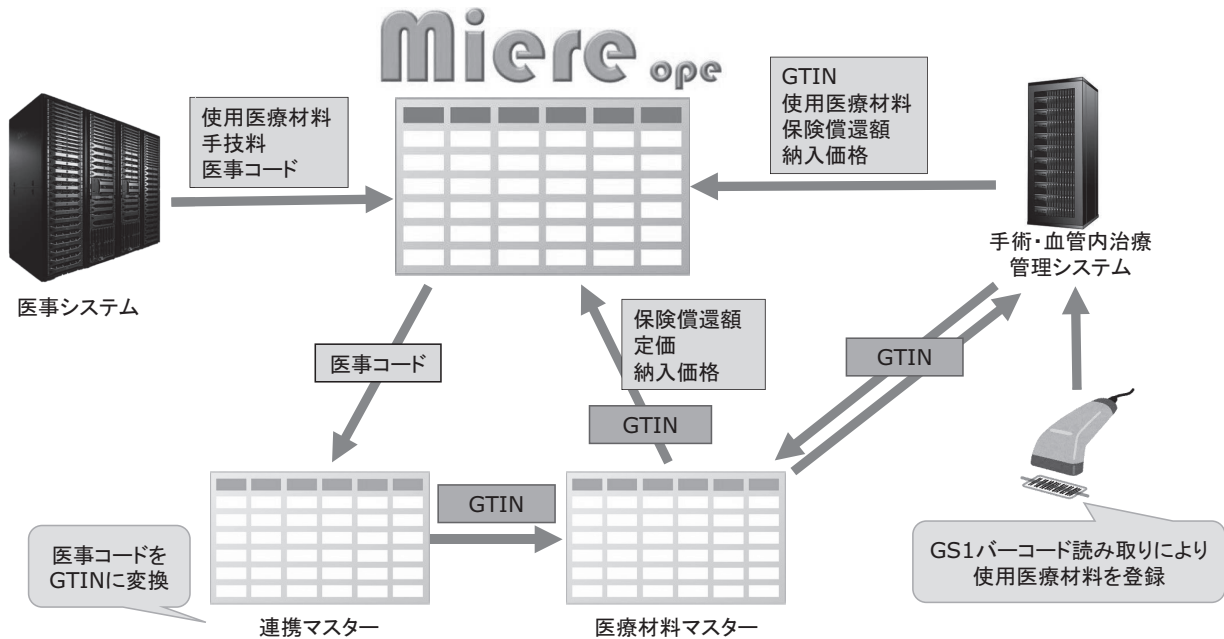 Miere ope
使用医療材料
手技料
医事コード
GTIN
使用医療材料
保険償還額
納入価格
医事システム
手術・血管内治療
管理システム
医事コード
保険償還額
定価
納入価格
GTIN
GTIN
GTIN
医事コードを
GTINに変換
連携マスター
医療材料マスター
GS1バーコード読み取りにより
使用医療材料を登録